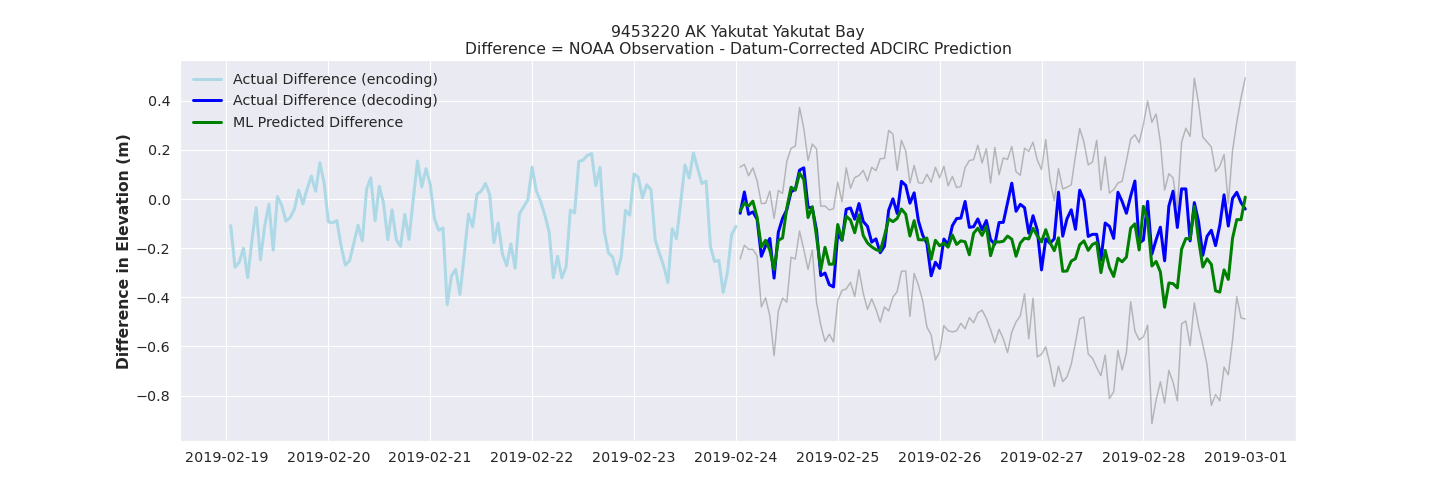 9453220 AK Yakutat Yakutat Bay
Difference = NOAA Observation - Datum-Corrected ADCIRC Prediction
Actual Difference (encoding)
Actual Difference (decoding)
ML Predicted Difference
Difference in Elevation (m)
0.4
0.2
0.0
−0.2
−0.4
−0.6
−0.8
2019-02-19 2019-02-20 2019-02-21 2019-02-22 2019-02-23 2019-02-24 2019-02-25 2019-02-26 2019-02-27 2019-02-28 2019-03-01